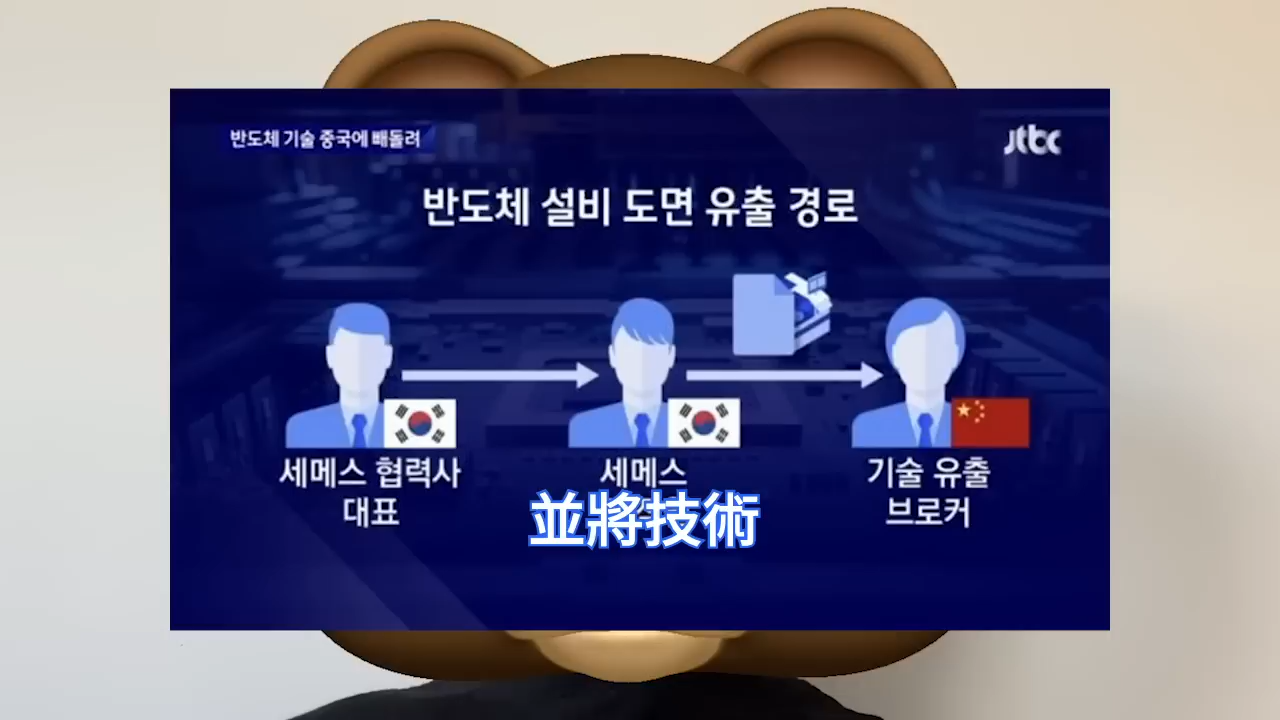 반도체 기술 중국에 빼돌려
jtbc
반도체 설비 도면 유출 경로
세메스 협력사
대표
세메스
기술 유출
브로커
並將技術